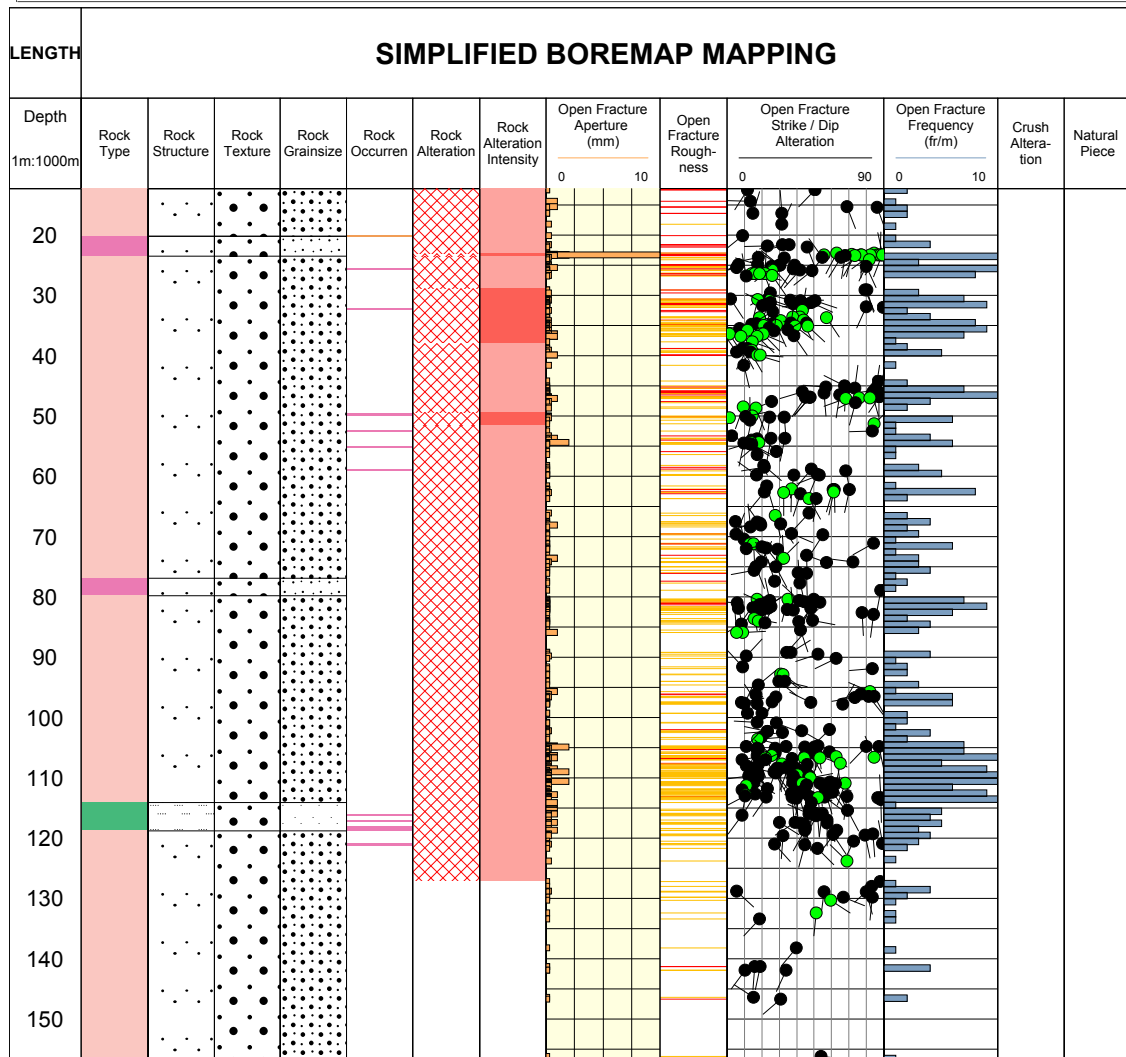 SIMPLIFIED BOREMAP MAPPING
LENGTH
Depth
1m:1000m
Rock
Type
Rock
Structure
Rock
Texture
Rock
Grainsize
Rock
Occurren
Rock
Alteration
Rock
Alteration
Intensity
Open Fracture
Aperture
(mm)
0 10
Open
Fracture
Rough-
ness
Open Fracture
Strike / Dip
Alteration
0 90
Open Fracture
Frequency
(fr/m)
0 10
Crush
Altera-
tion
Natural
Piece
20
30
40
50
60
70
80
90
100
110
120
130
140
150